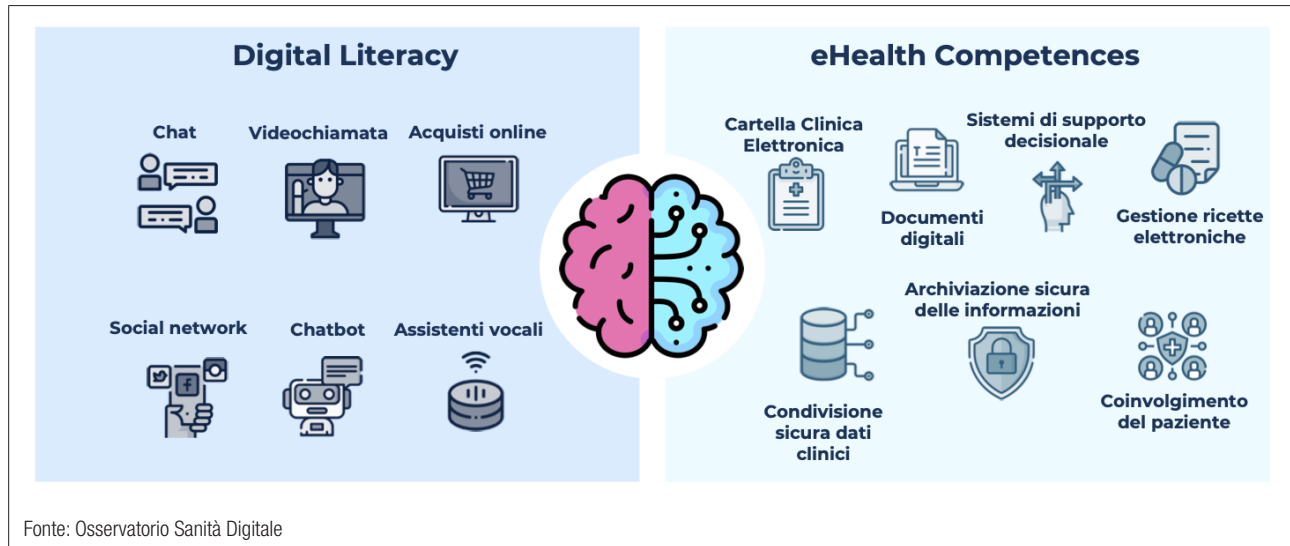 Digital Literacy
Chat
Videochiamata
Acquisti online
Social network
Chatbot
Assistenti vocali
eHealth Competences
Cartella Clinica
Elettronica
Documenti
digitali
Sistemi di supporto
decisionale
Gestione ricette
elettroniche
Condivisione
sicura dati
clinici
Archiviazione sicura
delle informazioni
Coinvolgimento
del paziente
Fonte: Osservatorio Sanità Digitale